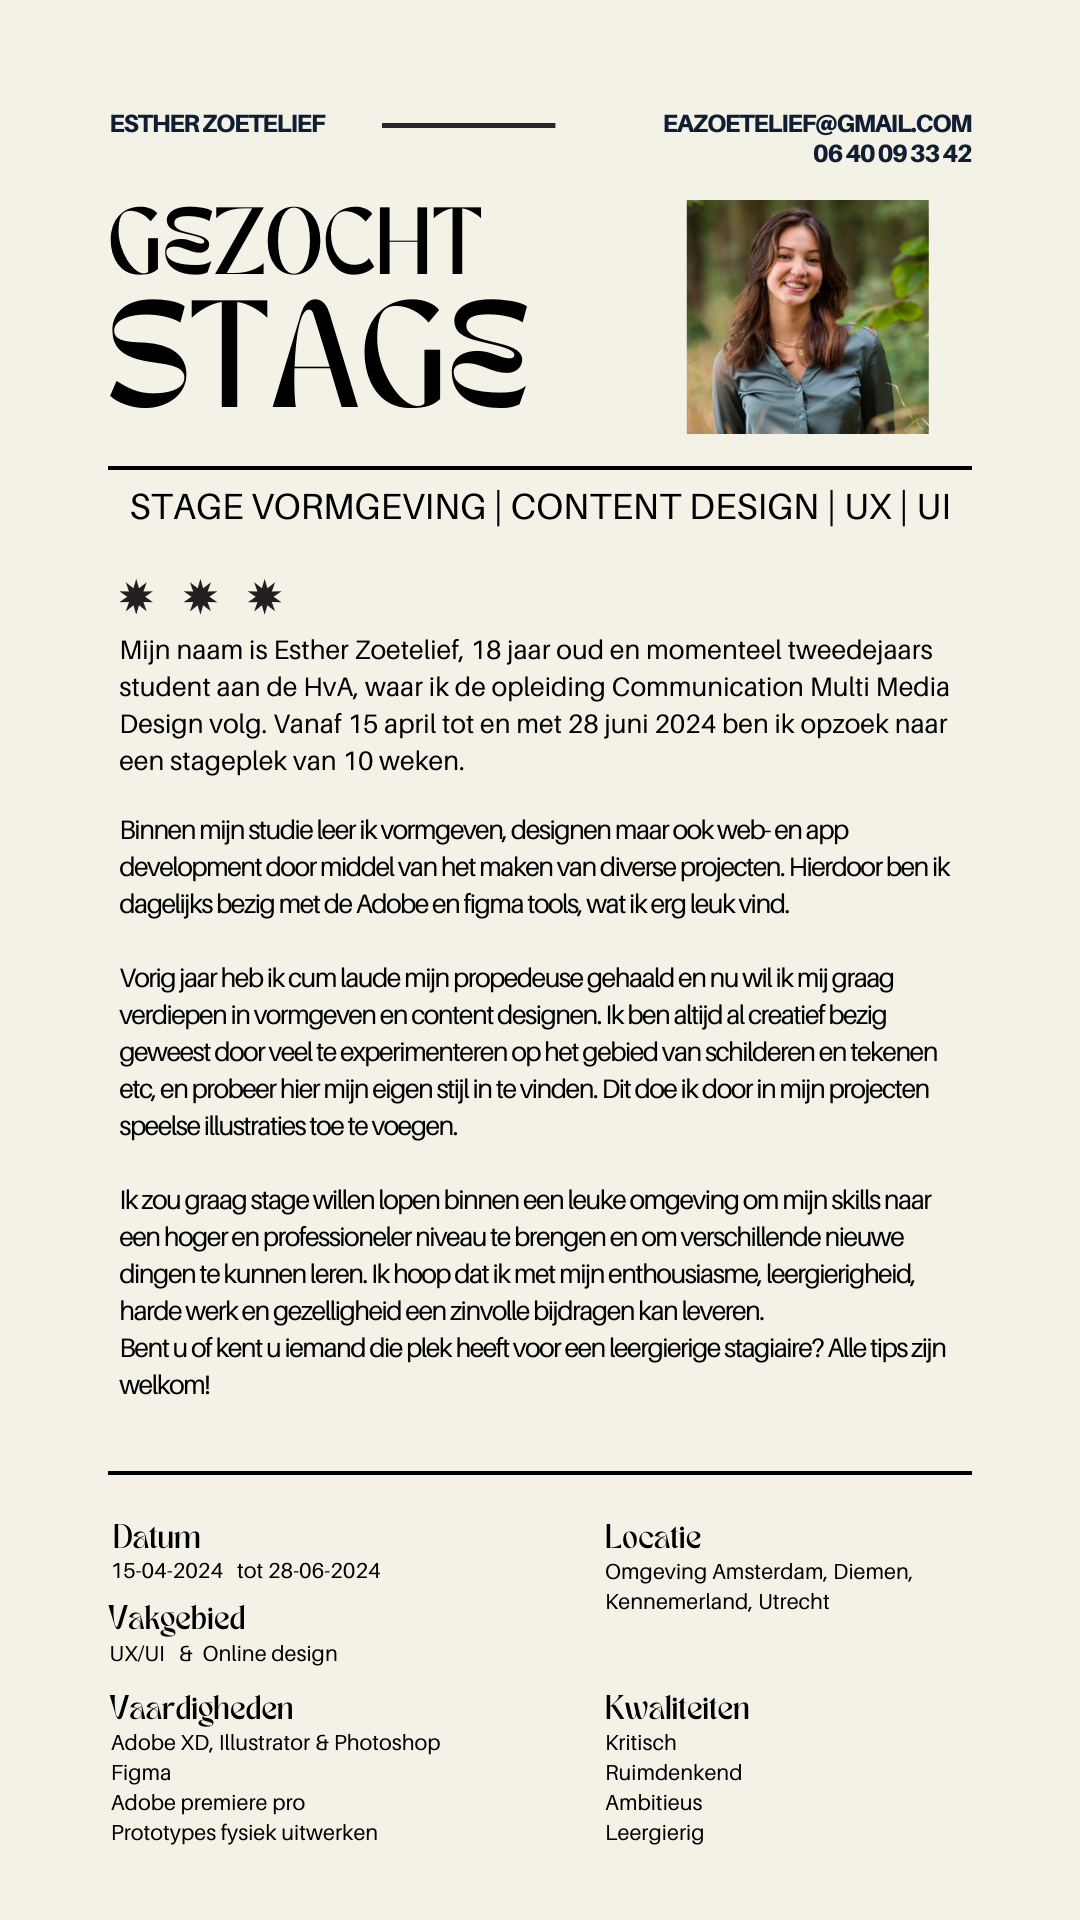 ESTHER ZOETELIEF
EAZOETELIEF@GMAIL.COM
06 40 09 33 42
GEZOCHT
STAGE
STAGE VORMGEVING | CONTENT DESIGN | UX | UI
Mijn naam is Esther Zoetelief, 18 jaar oud en momenteel tweedejaars
student aan de HvA, waar ik de opleiding Communication Multi Media
Design volg. Vanaf 15 april tot en met 28 juni 2024 ben ik opzoek naar
een stageplek van 10 weken.
Binnen mijn studie leer ik vormgeven, designen maar ook web- en app
development door middel van het maken van diverse projecten. Hierdoor ben ik
dagelijks bezig met de Adobe en figma tools, wat ik erg leuk vind.
Vorig jaar heb ik cum laude mijn propedeuse gehaald en nu wil ik mij graag
verdiepen in vormgeven en content designen. Ik ben altijd al creatief bezig
geweest door veel te experimenteren op het gebied van schilderen en tekenen
etc, en probeer hier mijn eigen stijl in te vinden. Dit doe ik door in mijn projecten
speelse illustraties toe te voegen.
Ik zou graag stage willen lopen binnen een leuke omgeving om mijn skills naar
een hoger en professioneler niveau te brengen en om verschillende nieuwe
dingen te kunnen leren. Ik hoop dat ik met mijn enthousiasme, leergierigheid,
harde werk en gezelligheid een zinvolle bijdragen kan leveren.
Bent u of kent u iemand die plek heeft voor een leergierige stagiaire? Alle tips zijn
welkom!
Datum
15-04-2024 tot 28-06-2024
Vakgebied
UX/UI & Online design
Locatie
Omgeving Amsterdam, Diemen,
Kennemerland, Utrecht
Vaardigheden
Adobe XD, Illustrator & Photoshop
Figma
Adobe premiere pro
Prototypes fysiek uitwerken
Kwaliteiten
Kritisch
Ruimdenkend
Ambitieus
Leergierig